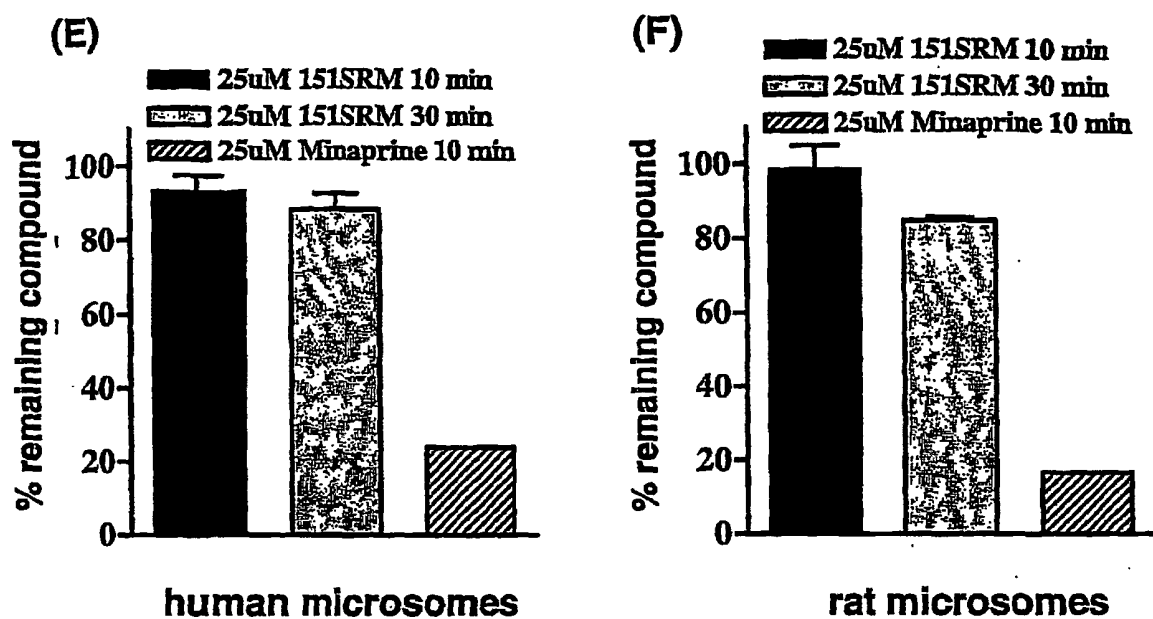 (E)
25uM 151SRM 10 min
25uM 151SRM 30 min
25uM Minaprine 10 min
% remaining compound
100
80
60
40
20
0
human microsomes
(F)
25uM 151SRM 10 min
25uM 151SRM 30 min
25uM Minaprine 10 min
% remaining compound
100
80
60
40
20
0
rat microsomes